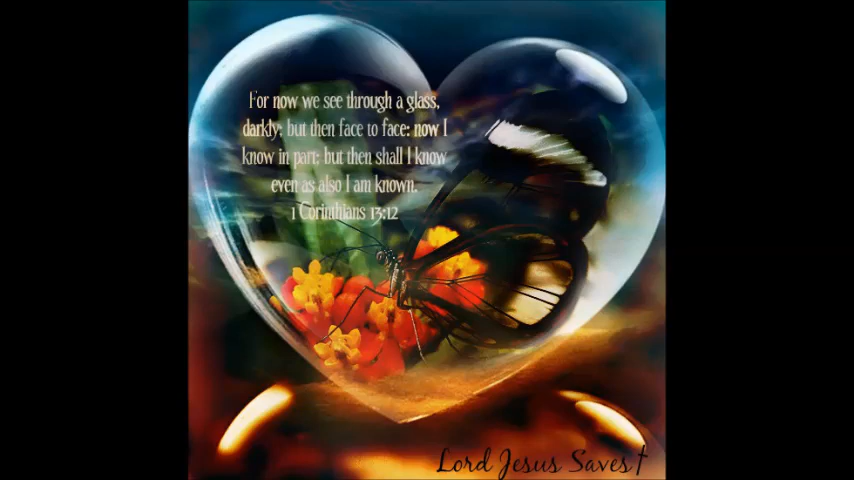 For now we see through a glass,
darkly; but then face to face: now I
know in part; but then shall I know
even as also I am known.
1 Corinthians 13:12
Lord Jesus Saves†